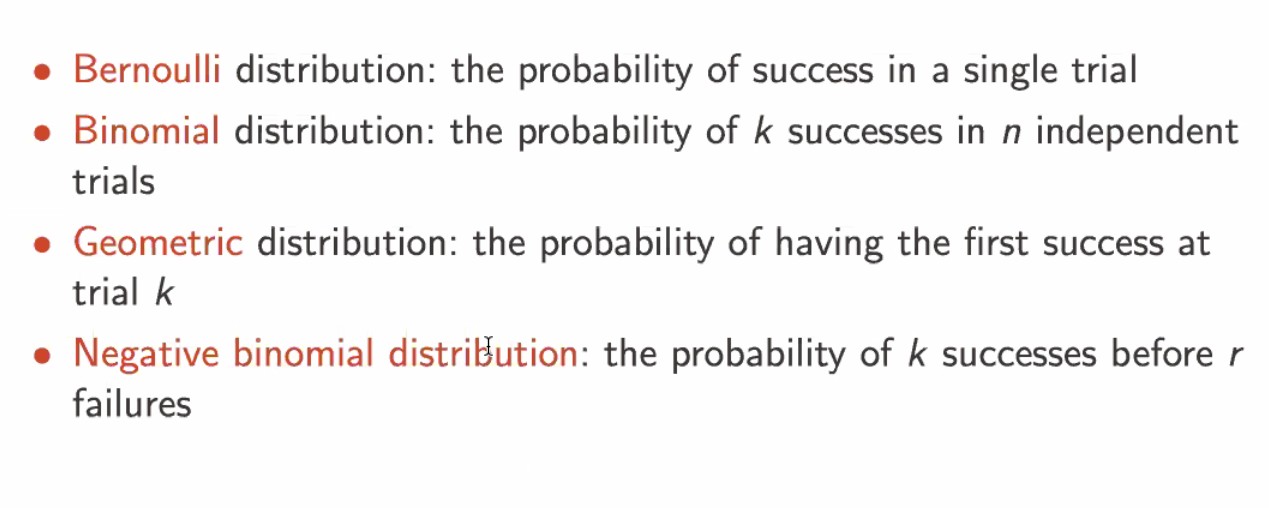 • Bernoulli distribution: the probability of success in a single trial
• Binomial distribution: the probability of k successes in n independent
trials
• Geometric distribution: the probability of having the first success at
trial k
• Negative binomial distribution: the probability of k successes before r
failures